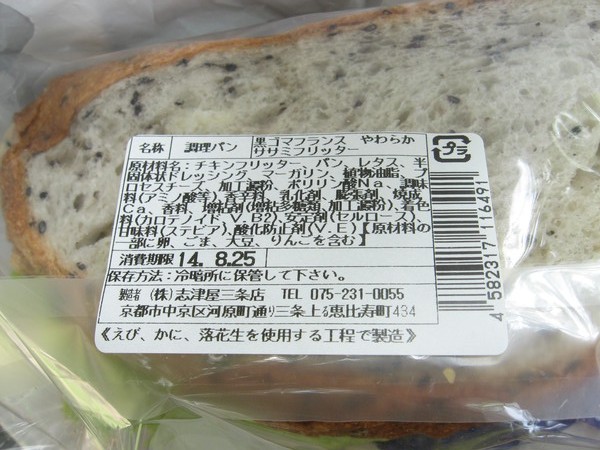 名称 調理パン 黒ゴマフランス やわらか
ササミフリッター
プラ
原材料名：チキンフリッター、パン、レタス、半
固体状ドレッシング、マーガリン、植物油脂、プ
ロセスチーズ、加工澱粉、ポリリン酸Na、調味
料(アミノ酸等)、香辛料、乳化剤、膨張剤、焼成
Ca、香料、増粘剤(増粘多糖類、加工澱粉)、着色
料(カロテノイド、V.B2)、安定剤(セルロース)、
甘味料(ステビア)、酸化防止剤(V.E)【原材料の
一部に卵、ごま、大豆、りんごを含む】
消費期限 14. 8.25
保存方法：冷暗所に保管して下さい。
製造者 (株)志津屋三条店 TEL 075-231-0055
京都市中京区河原町通り三条上る恵比寿町434
《えび、かに、落花生を使用する工程で製造》
4 582317 116491